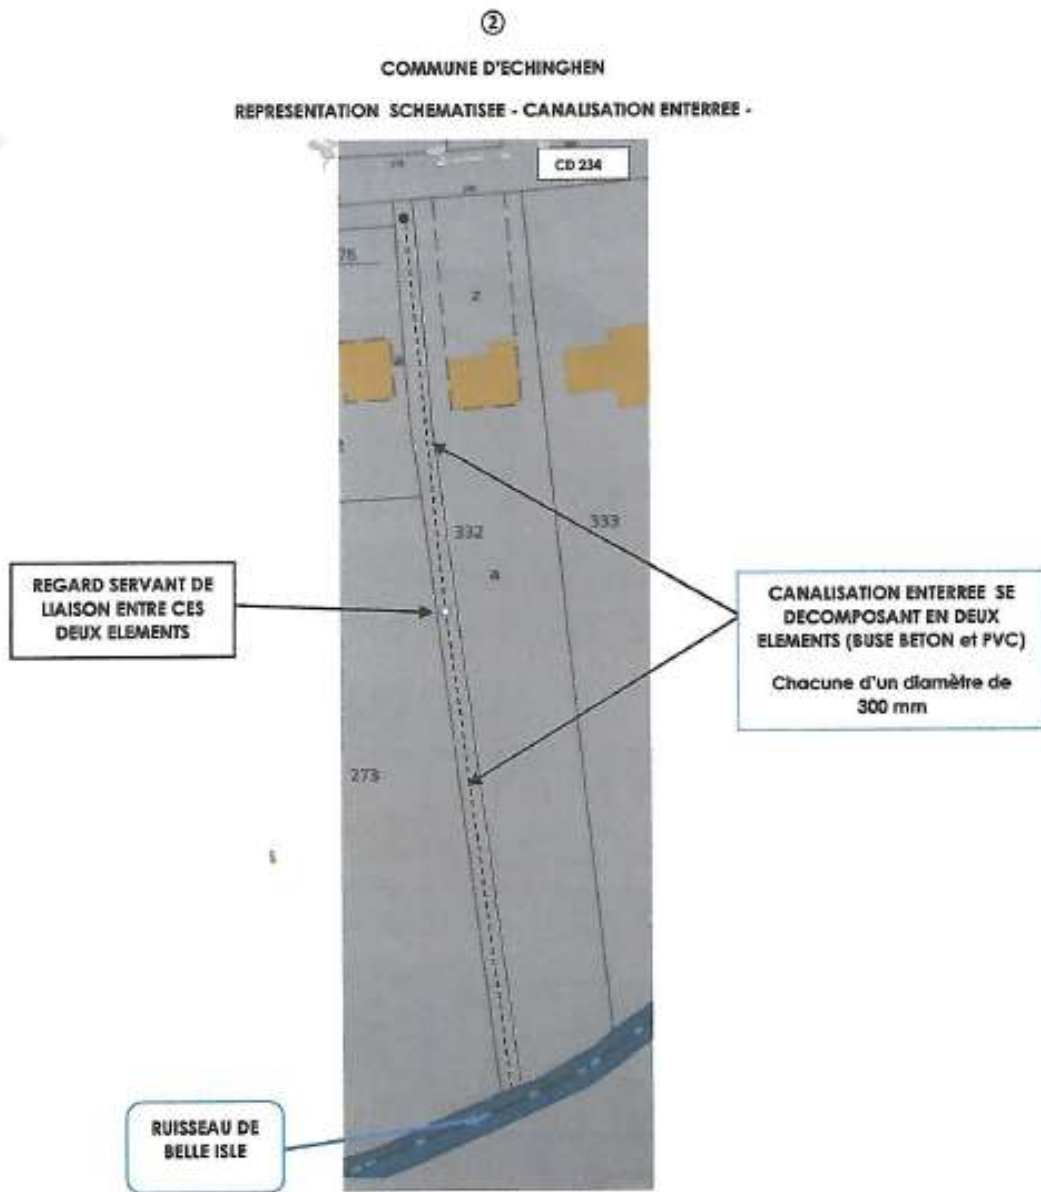 ②
COMMUNE D'ECHINGHEN
REPRESENTATION SCHEMATISEE - CANALISATION ENTERREE -
CD 234
z
332
333
a
REGARD SERVANT DE
LIAISON ENTRE CES
DEUX ELEMENTS
CANALISATION ENTERREE SE
DECOMPOSANT EN DEUX
ELEMENTS (BUSE BETON et PVC)
Chacune d'un diamètre de
300 mm
273
RUISSEAU DE
BELLE ISLE